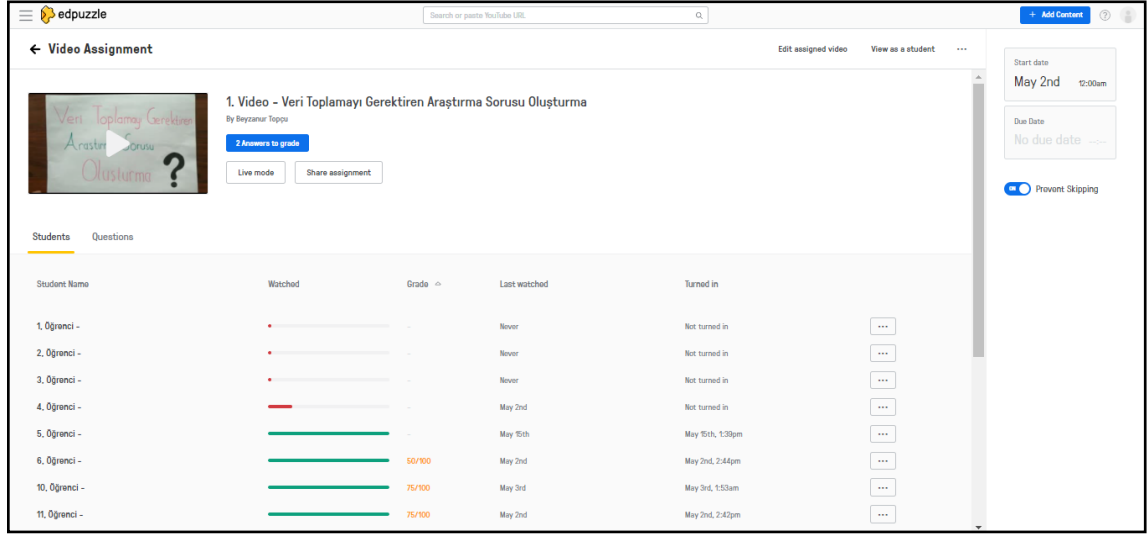 edpuzzle
Search or paste YouTube URL
+ Add Content
?
← Video Assignment
Edit assigned video
View as a student
...
Veri Toplamayı Gerektiren
Araştırma Sorusu
Oluşturma ?
1. Video - Veri Toplamayı Gerektiren Araştırma Sorusu Oluşturma
By Beyzanur Topçu
2 Answers to grade
Live mode
Share assignment
Start date
May 2nd 12:00am
Due Date
No due date --:--
ON Prevent Skipping
Students Questions
Student Name Watched Grade Last watched Turned in
1, Öğrenci - - Never Not turned in ...
2, Öğrenci - - Never Not turned in ...
3, Öğrenci - - Never Not turned in ...
4, Öğrenci - - May 2nd Not turned in ...
5, Öğrenci - - May 15th May 15th, 1:39pm ...
6, Öğrenci - 50/100 May 2nd May 2nd, 2:44pm ...
10, Öğrenci - 75/100 May 3rd May 3rd, 1:53am ...
11, Öğrenci - 75/100 May 2nd May 2nd, 2:42pm ...